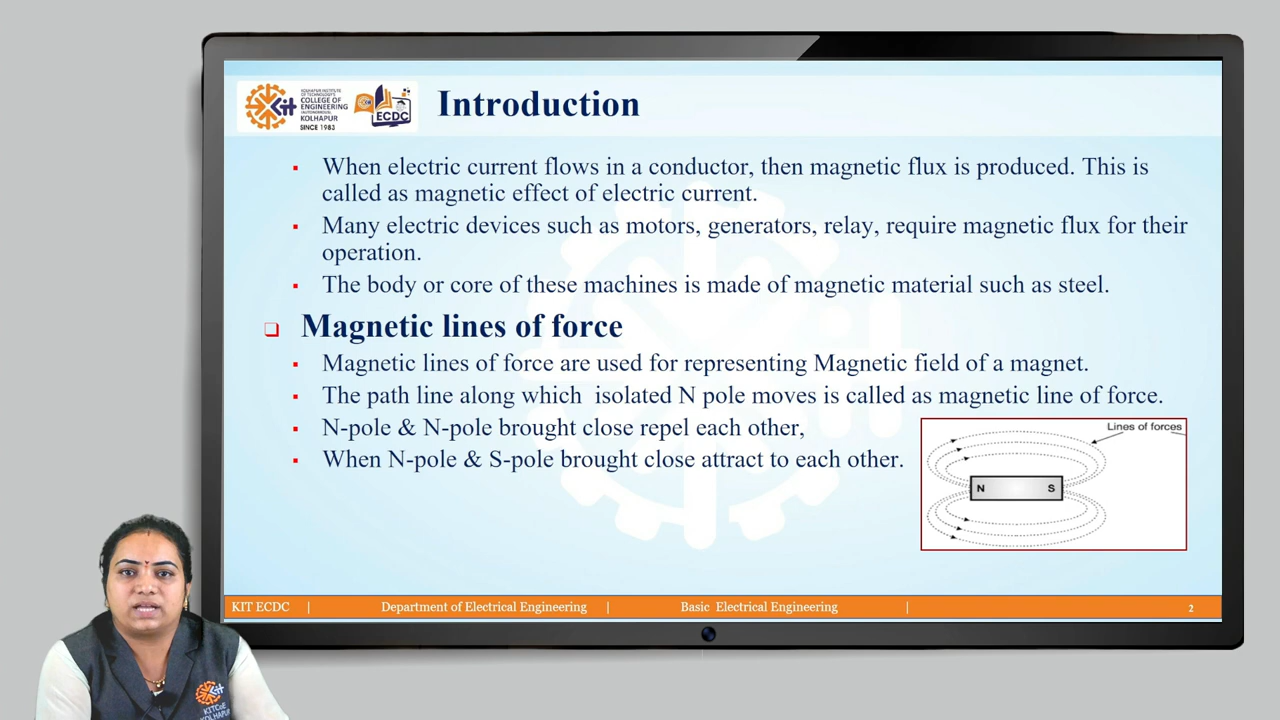 KOLHAPUR INSTITUTE
OF TECHNOLOGY'S
COLLEGE OF
ENGINEERING
(AUTONOMOUS)
KOLHAPUR
SINCE 1983
Kit
ECDC
Introduction
▪ When electric current flows in a conductor, then magnetic flux is produced. This is
called as magnetic effect of electric current.
▪ Many electric devices such as motors, generators, relay, require magnetic flux for their
operation.
▪ The body or core of these machines is made of magnetic material such as steel.
❑ Magnetic lines of force
▪ Magnetic lines of force are used for representing Magnetic field of a magnet.
▪ The path line along which isolated N pole moves is called as magnetic line of force.
▪ N-pole & N-pole brought close repel each other,
▪ When N-pole & S-pole brought close attract to each other.
Lines of forces
N S
KIT ECDC | Department of Electrical Engineering | Basic Electrical Engineering | 2
Kit
KITCoE
KOLHAPUR